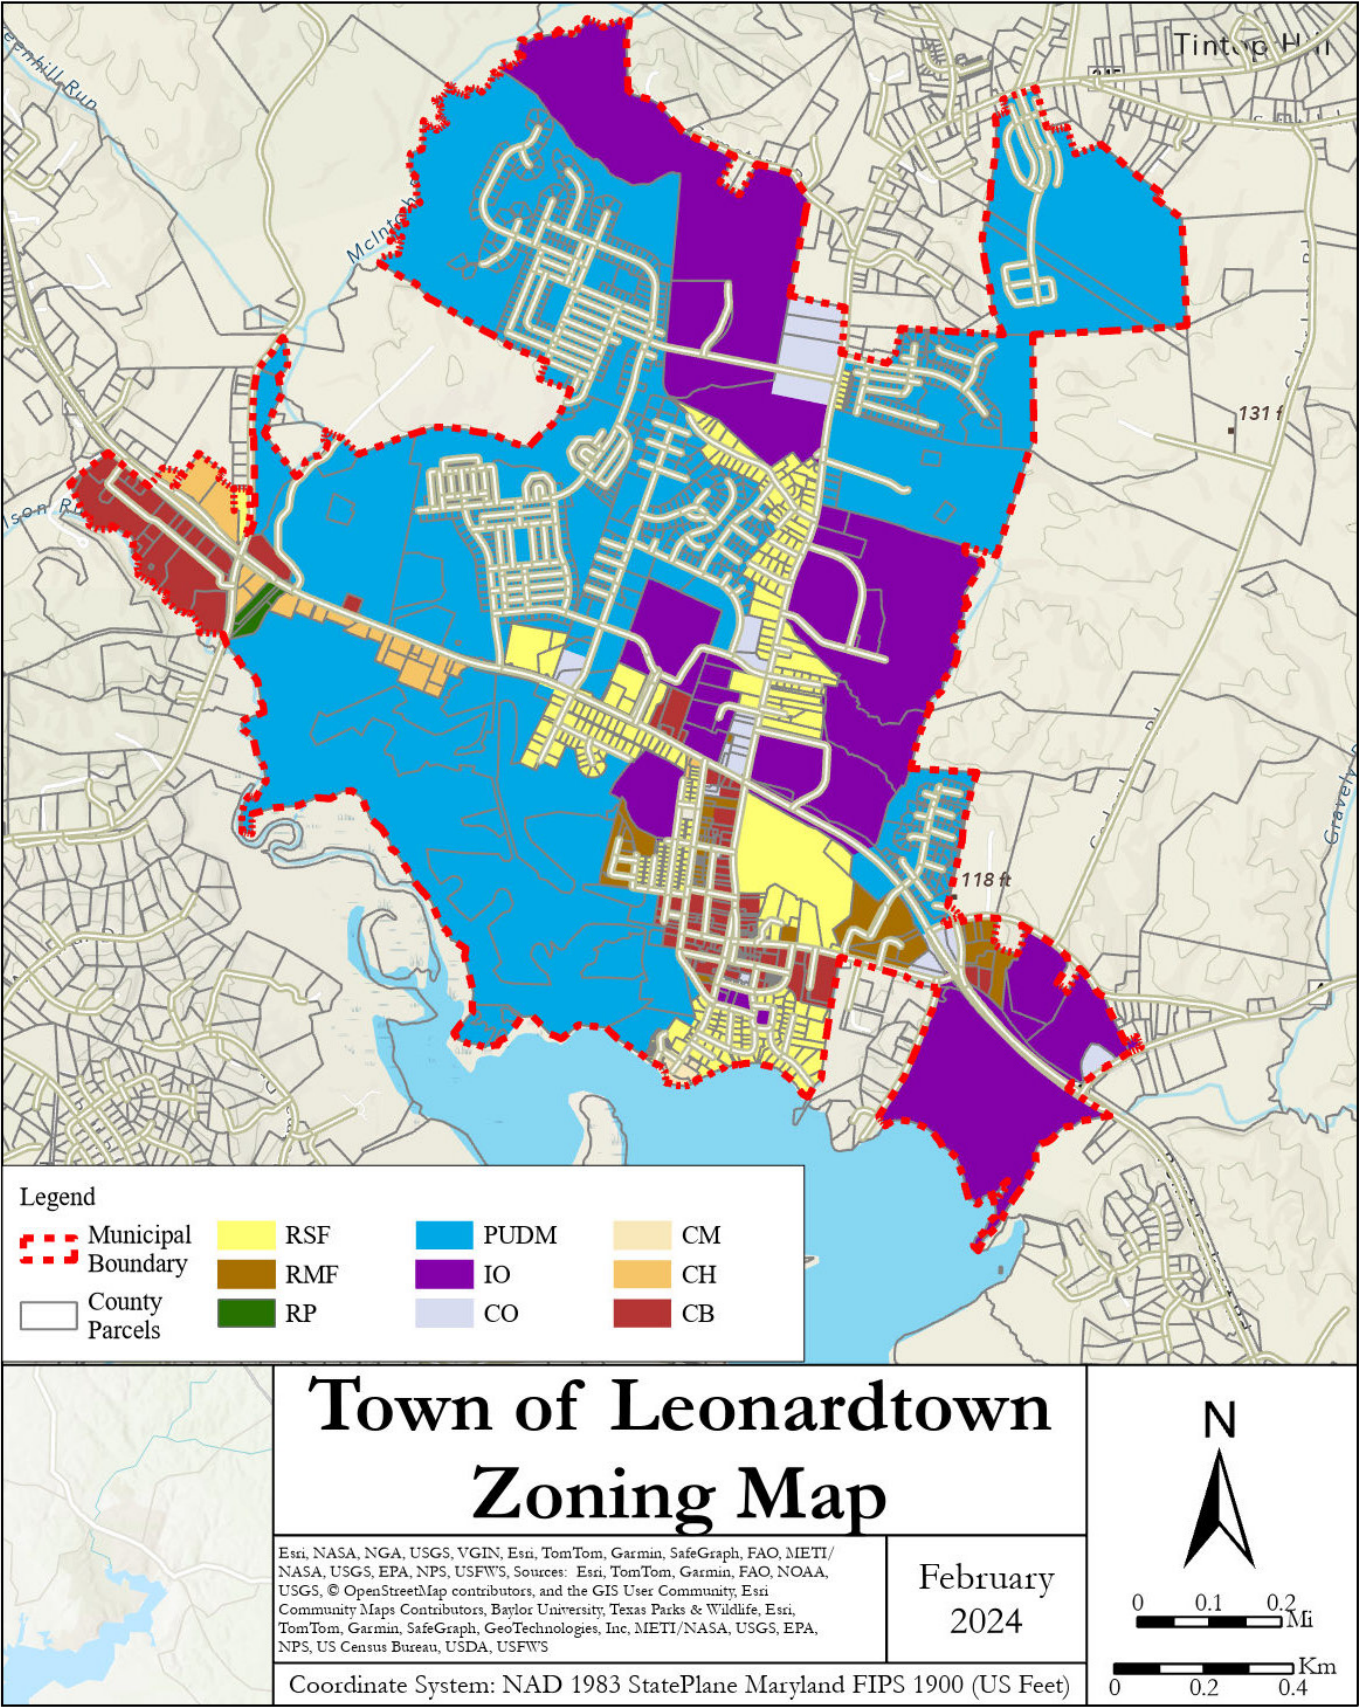 Tintop Hill
McIntosh
131 f
118 ft
Legend
Municipal
Boundary
County
Parcels
RSF
RMF
RP
PUDM
IO
CO
CM
CH
CB
Town of Leonardtown
Zoning Map
Esri, NASA, NGA, USGS, VGIN, Esri, TomTom, Garmin, SafeGraph, FAO, METI/
NASA, USGS, EPA, NPS, USFWS, Sources: Esri, TomTom, Garmin, FAO, NOAA,
USGS, © OpenStreetMap contributors, and the GIS User Community, Esri
Community Maps Contributors, Baylor University, Texas Parks & Wildlife, Esri,
TomTom, Garmin, SafeGraph, GeoTechnologies, Inc, METI/NASA, USGS, EPA,
NPS, US Census Bureau, USDA, USFWS
February
2024
Coordinate System: NAD 1983 StatePlane Maryland FIPS 1900 (US Feet)
N
0 0.1 0.2
Mi
Km
0 0.2 0.4